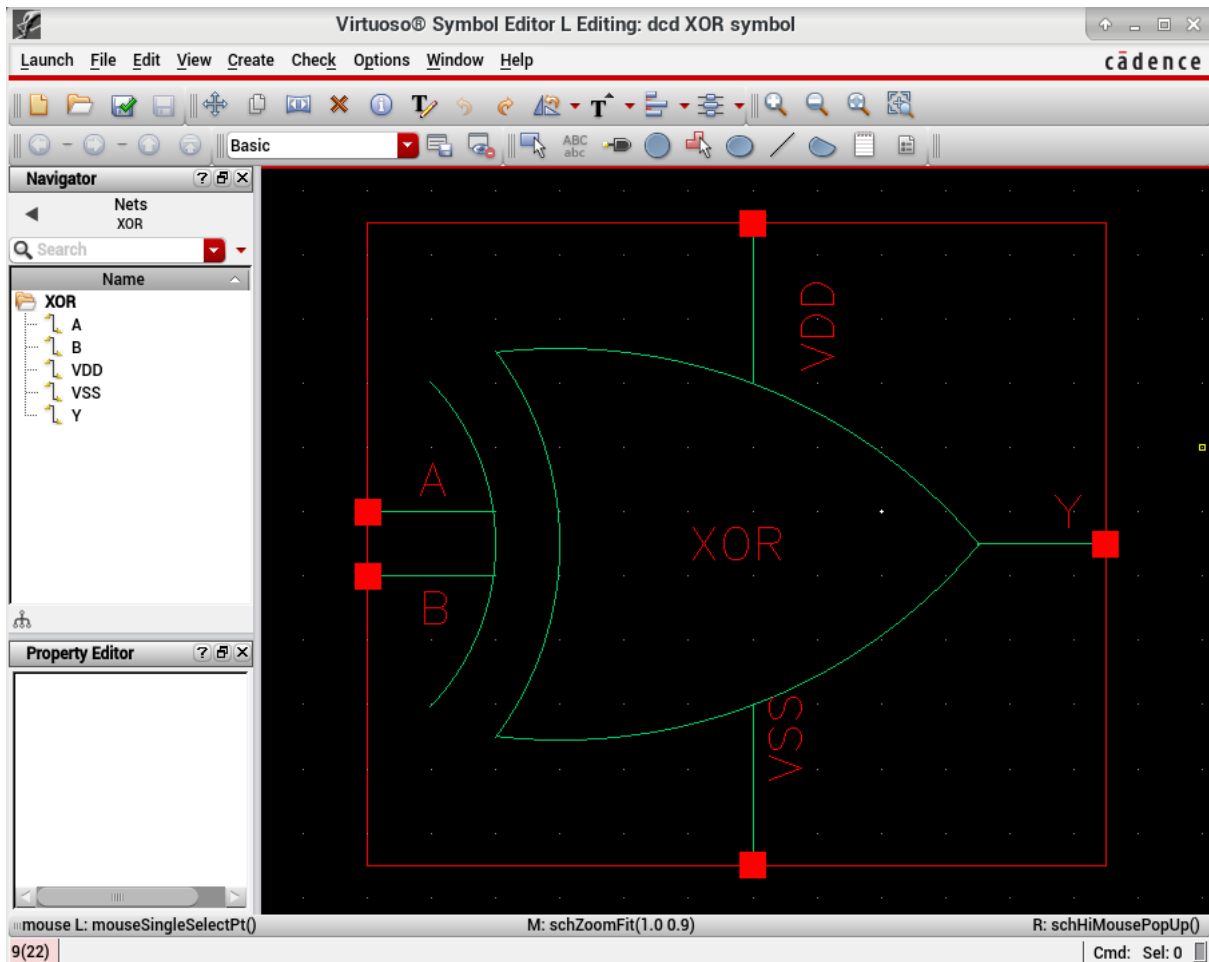 Virtuoso® Symbol Editor L Editing: dcd XOR symbol
Launch File Edit View Create Check Options Window Help
cādence
Basic
ABC
abc
Navigator
Nets
XOR
Search
Name
XOR
A
B
VDD
VSS
Y
Property Editor
VDD
A
Y
XOR
B
VSS
mouse L: mouseSingleSelectPt()
M: schZoomFit(1.0 0.9)
R: schHiMousePopUp()
9(22)
Cmd: Sel: 0